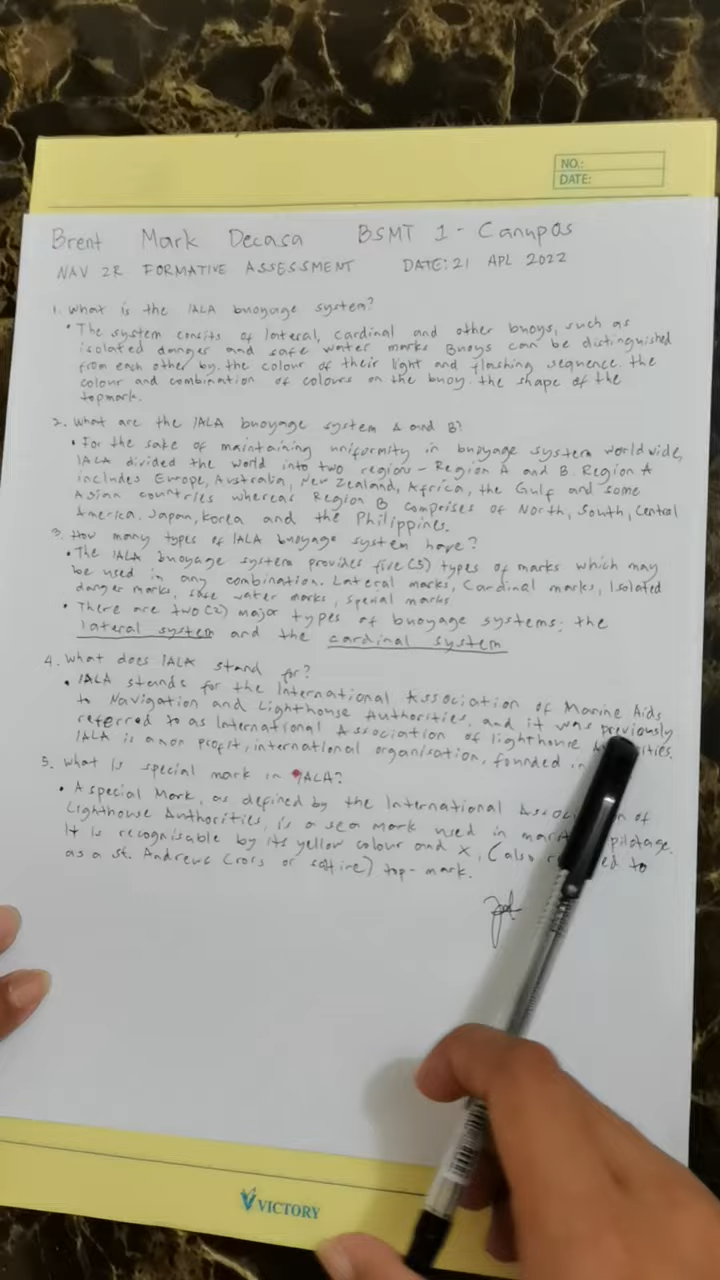 NO.:
DATE:
Brent Mark Decasa BSMT 1 - Canupas
NAV 2R FORMATIVE ASSESSMENT DATE: 21 APL 2022
1. What is the IALA buoyage system?
• The system consits of lateral, cardinal and other buoys, such as
isolated danger and safe water marks Buoys can be distinguished
from each other by. the colour of their light and flashing sequence. the
colour and combination of colours on the buoy. the shape of the
topmark.
2. What are the IALA buoyage system A and B?
• For the sake of maintaining uniformity in buoyage system worldwide,
IALA divided the world into two regions - Region A and B. Region A
includes Europe, Australia, New Zealand, Africa, the Gulf and some
Asian countries whereas Region B comprises of North, South, Central
America. Japan, Korea and the Philippines.
3. How many types of IALA buoyage system have?
• The IALA buoyage system provides five (5) types of marks which may
be used in any combination. Lateral marks, Cardinal marks, Isolated
danger marks, safe water marks, special marks
• There are two (2) major types of buoyage systems: the
lateral system and the cardinal system
4. What does IALA stand for?
• IALA stands for the International Association of Marine Aids
to Navigation and Lighthouse Authorities, and it was previously
referred to as International Association of lighthouse
IALA is a non profit, international organisation, founded in
5. What is special mark in IALA?
• A special Mark, as defined by the International of
Lighthouse Authorities, is a sea mark used in pilotage.
It is recognisable by its yellow colour and X, (also to
as a St. Andrews Cross or saltire) top-mark.
VICTORY